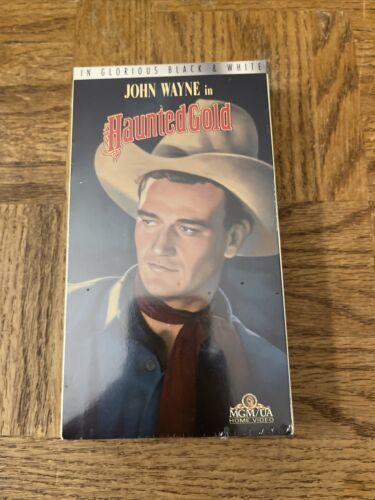 IN GLORIOUS BLACK & WHITE
JOHN WAYNE in
Haunted Gold
MGM/UA
HOME VIDEO